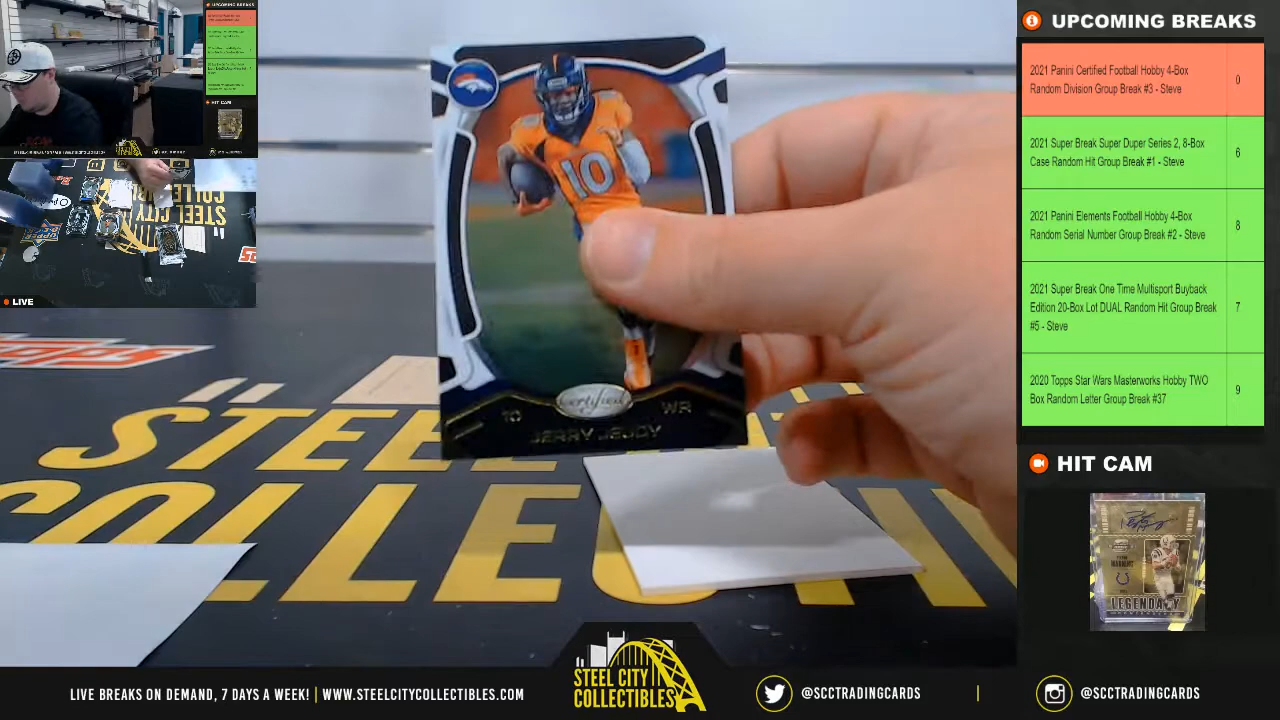 UPCOMING BREAKS
2021 Panini Certified Football Hobby 4-Box
Random Division Group Break #3 - Steve
0
2021 Super Break Super Duper Series 2, 8-Box
Case Random Hit Group Break #1 - Steve
6
2021 Panini Elements Football Hobby 4-Box
Random Serial Number Group Break #2 - Steve
8
2021 Super Break One Time Multisport Buyback
Edition 20-Box Lot DUAL Random Hit Group Break
#5 - Steve
7
2020 Topps Star Wars Masterworks Hobby TWO
Box Random Letter Group Break #37
9
HIT CAM
LEGENDARY
LIVE
10
Certified
10
WR
JERRY JEUDY
STEEL
COLLECTI
STEEL CITY
COLLECTIBLES
LIVE BREAKS ON DEMAND, 7 DAYS A WEEK! | WWW.STEELCITYCOLLECTIBLES.COM
@SCCTRADINGCARDS
@SCCTRADINGCARDS